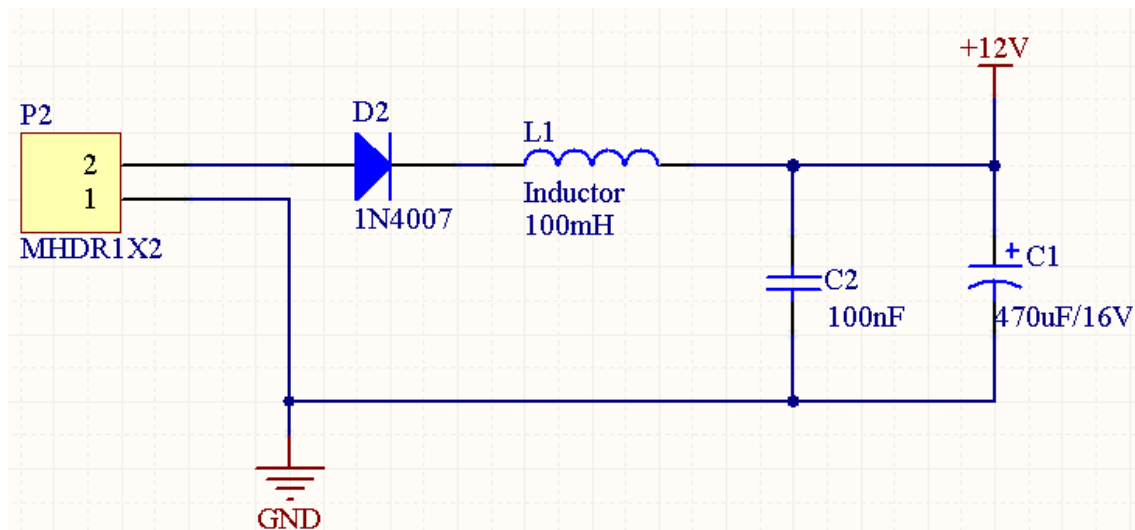 +12V
P2
D2
L1
2
1
Inductor
1N4007
100mH
MHDR1X2
+
C1
C2
100nF
470uF/16V
GND